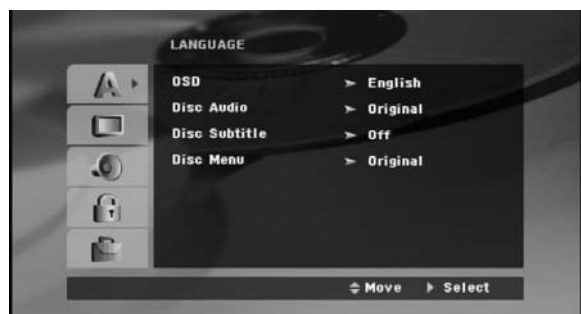 LANGUAGE
OSD ➤ English
Disc Audio ➤ Original
Disc Subtitle ➤ Off
Disc Menu ➤ Original
Move Select